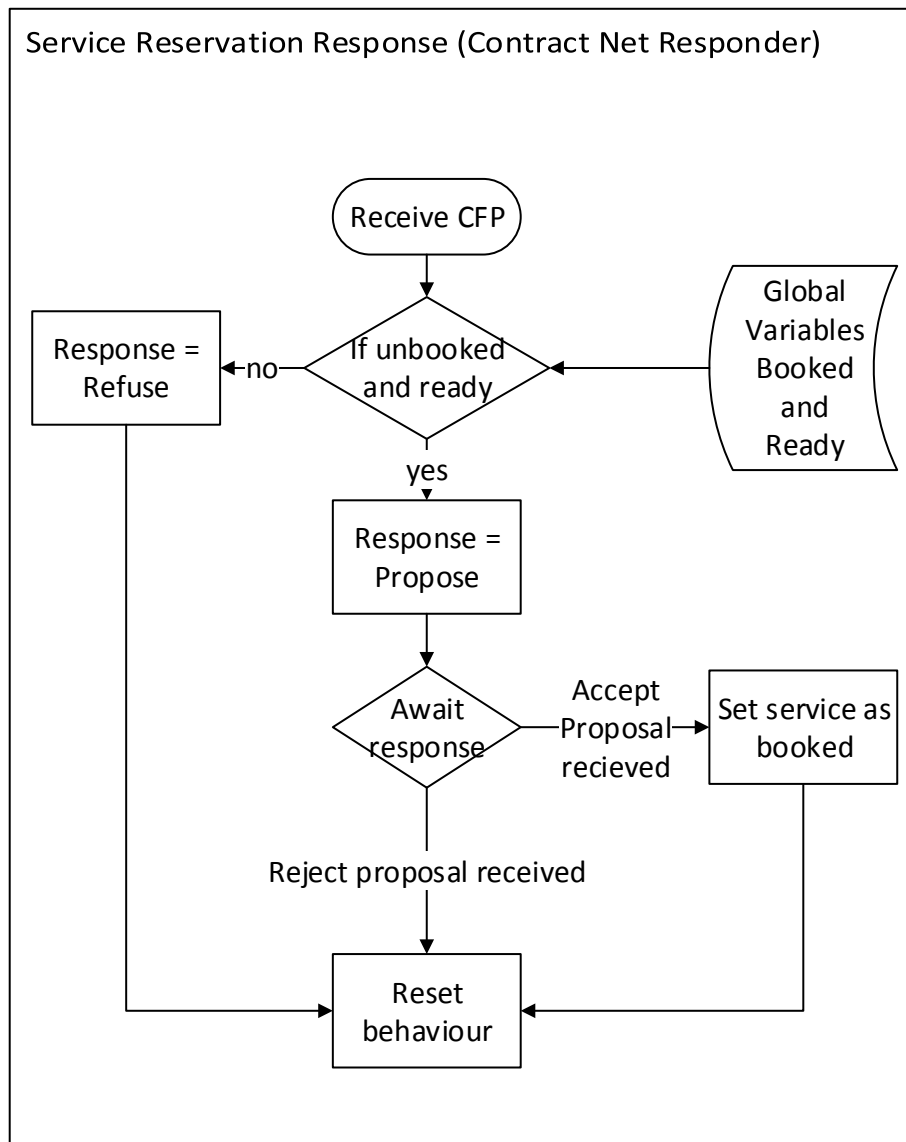 Service Reservation Response (Contract Net Responder)
Receive CFP
Global
Variables
Booked
and
Ready
If unbooked
and ready
no
Response =
Refuse
yes
Response =
Propose
Await
response
Accept
Proposal
recieved
Set service as
booked
Reject proposal received
Reset
behaviour